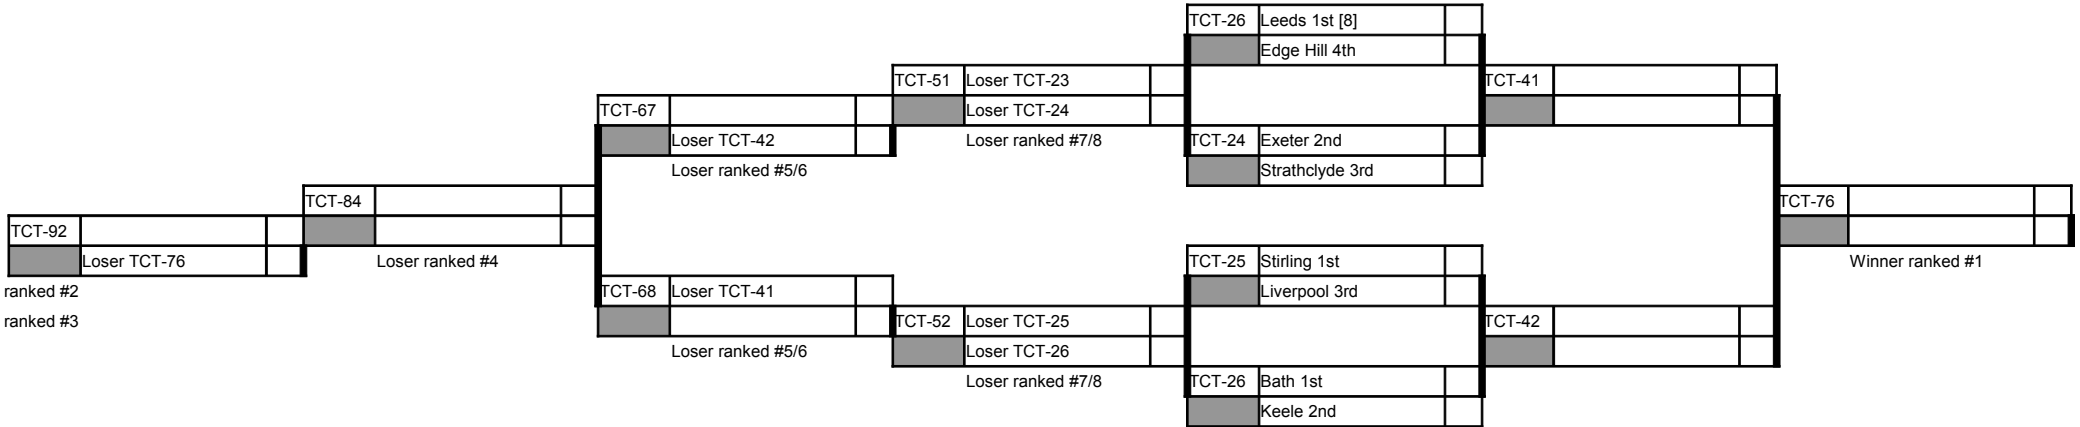 TCT-26 Leeds 1st [8]
Edge Hill 4th
TCT-51 Loser TCT-23 TCT-41
TCT-67 Loser TCT-24
Loser TCT-42 Loser ranked #7/8 TCT-24 Exeter 2nd
Loser ranked #5/6 Strathclyde 3rd
TCT-84 TCT-76
TCT-92
Loser TCT-76 Loser ranked #4 TCT-25 Stirling 1st Winner ranked #1
ranked #2 TCT-68 Loser TCT-41 Liverpool 3rd
ranked #3 TCT-52 Loser TCT-25 TCT-42
Loser ranked #5/6 Loser TCT-26
Loser ranked #7/8 TCT-26 Bath 1st
Keele 2nd